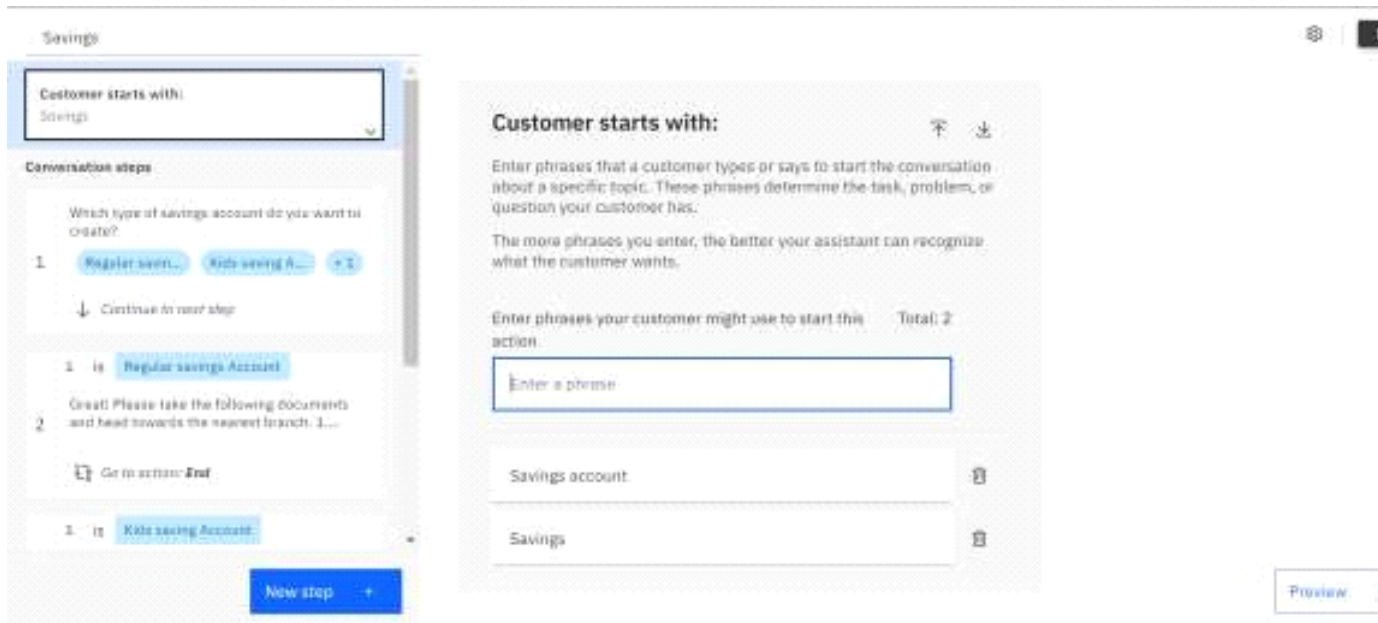 Savings
Customer starts with:
Savings
Conversation steps
Which type of savings account do you want to
create?
1
Regular savin...
Kids saving A...
+ 1
Continue to next step
1 is Regular savings Account
Great! Please take the following documents
and head towards the nearest branch. 1...
2
Go to action: End
1 is Kids saving Account
New step +
Customer starts with:
Enter phrases that a customer types or says to start the conversation
about a specific topic. These phrases determine the task, problem, or
question your customer has.
The more phrases you enter, the better your assistant can recognize
what the customer wants.
Enter phrases your customer might use to start this
action
Total: 2
Enter a phrase
Savings account
Savings
Preview